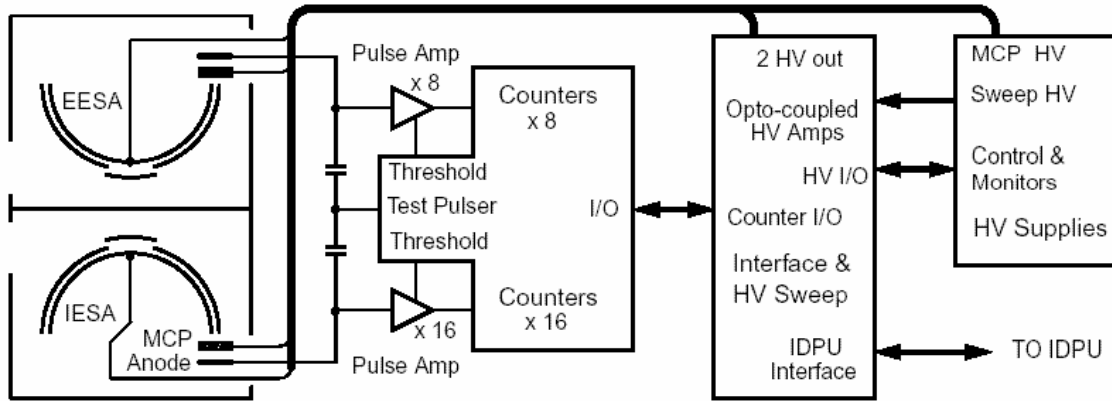 EESA
IESA
MCP
Anode
Pulse Amp
x 8
Counters
x 8
Threshold
Test Pulser
Threshold
I/O
Counters
x 16
x 16
Pulse Amp
2 HV out
Opto-coupled
HV Amps
HV I/O
Counter I/O
Interface &
HV Sweep
IDPU
Interface
MCP HV
Sweep HV
Control &
Monitors
HV Supplies
TO IDPU